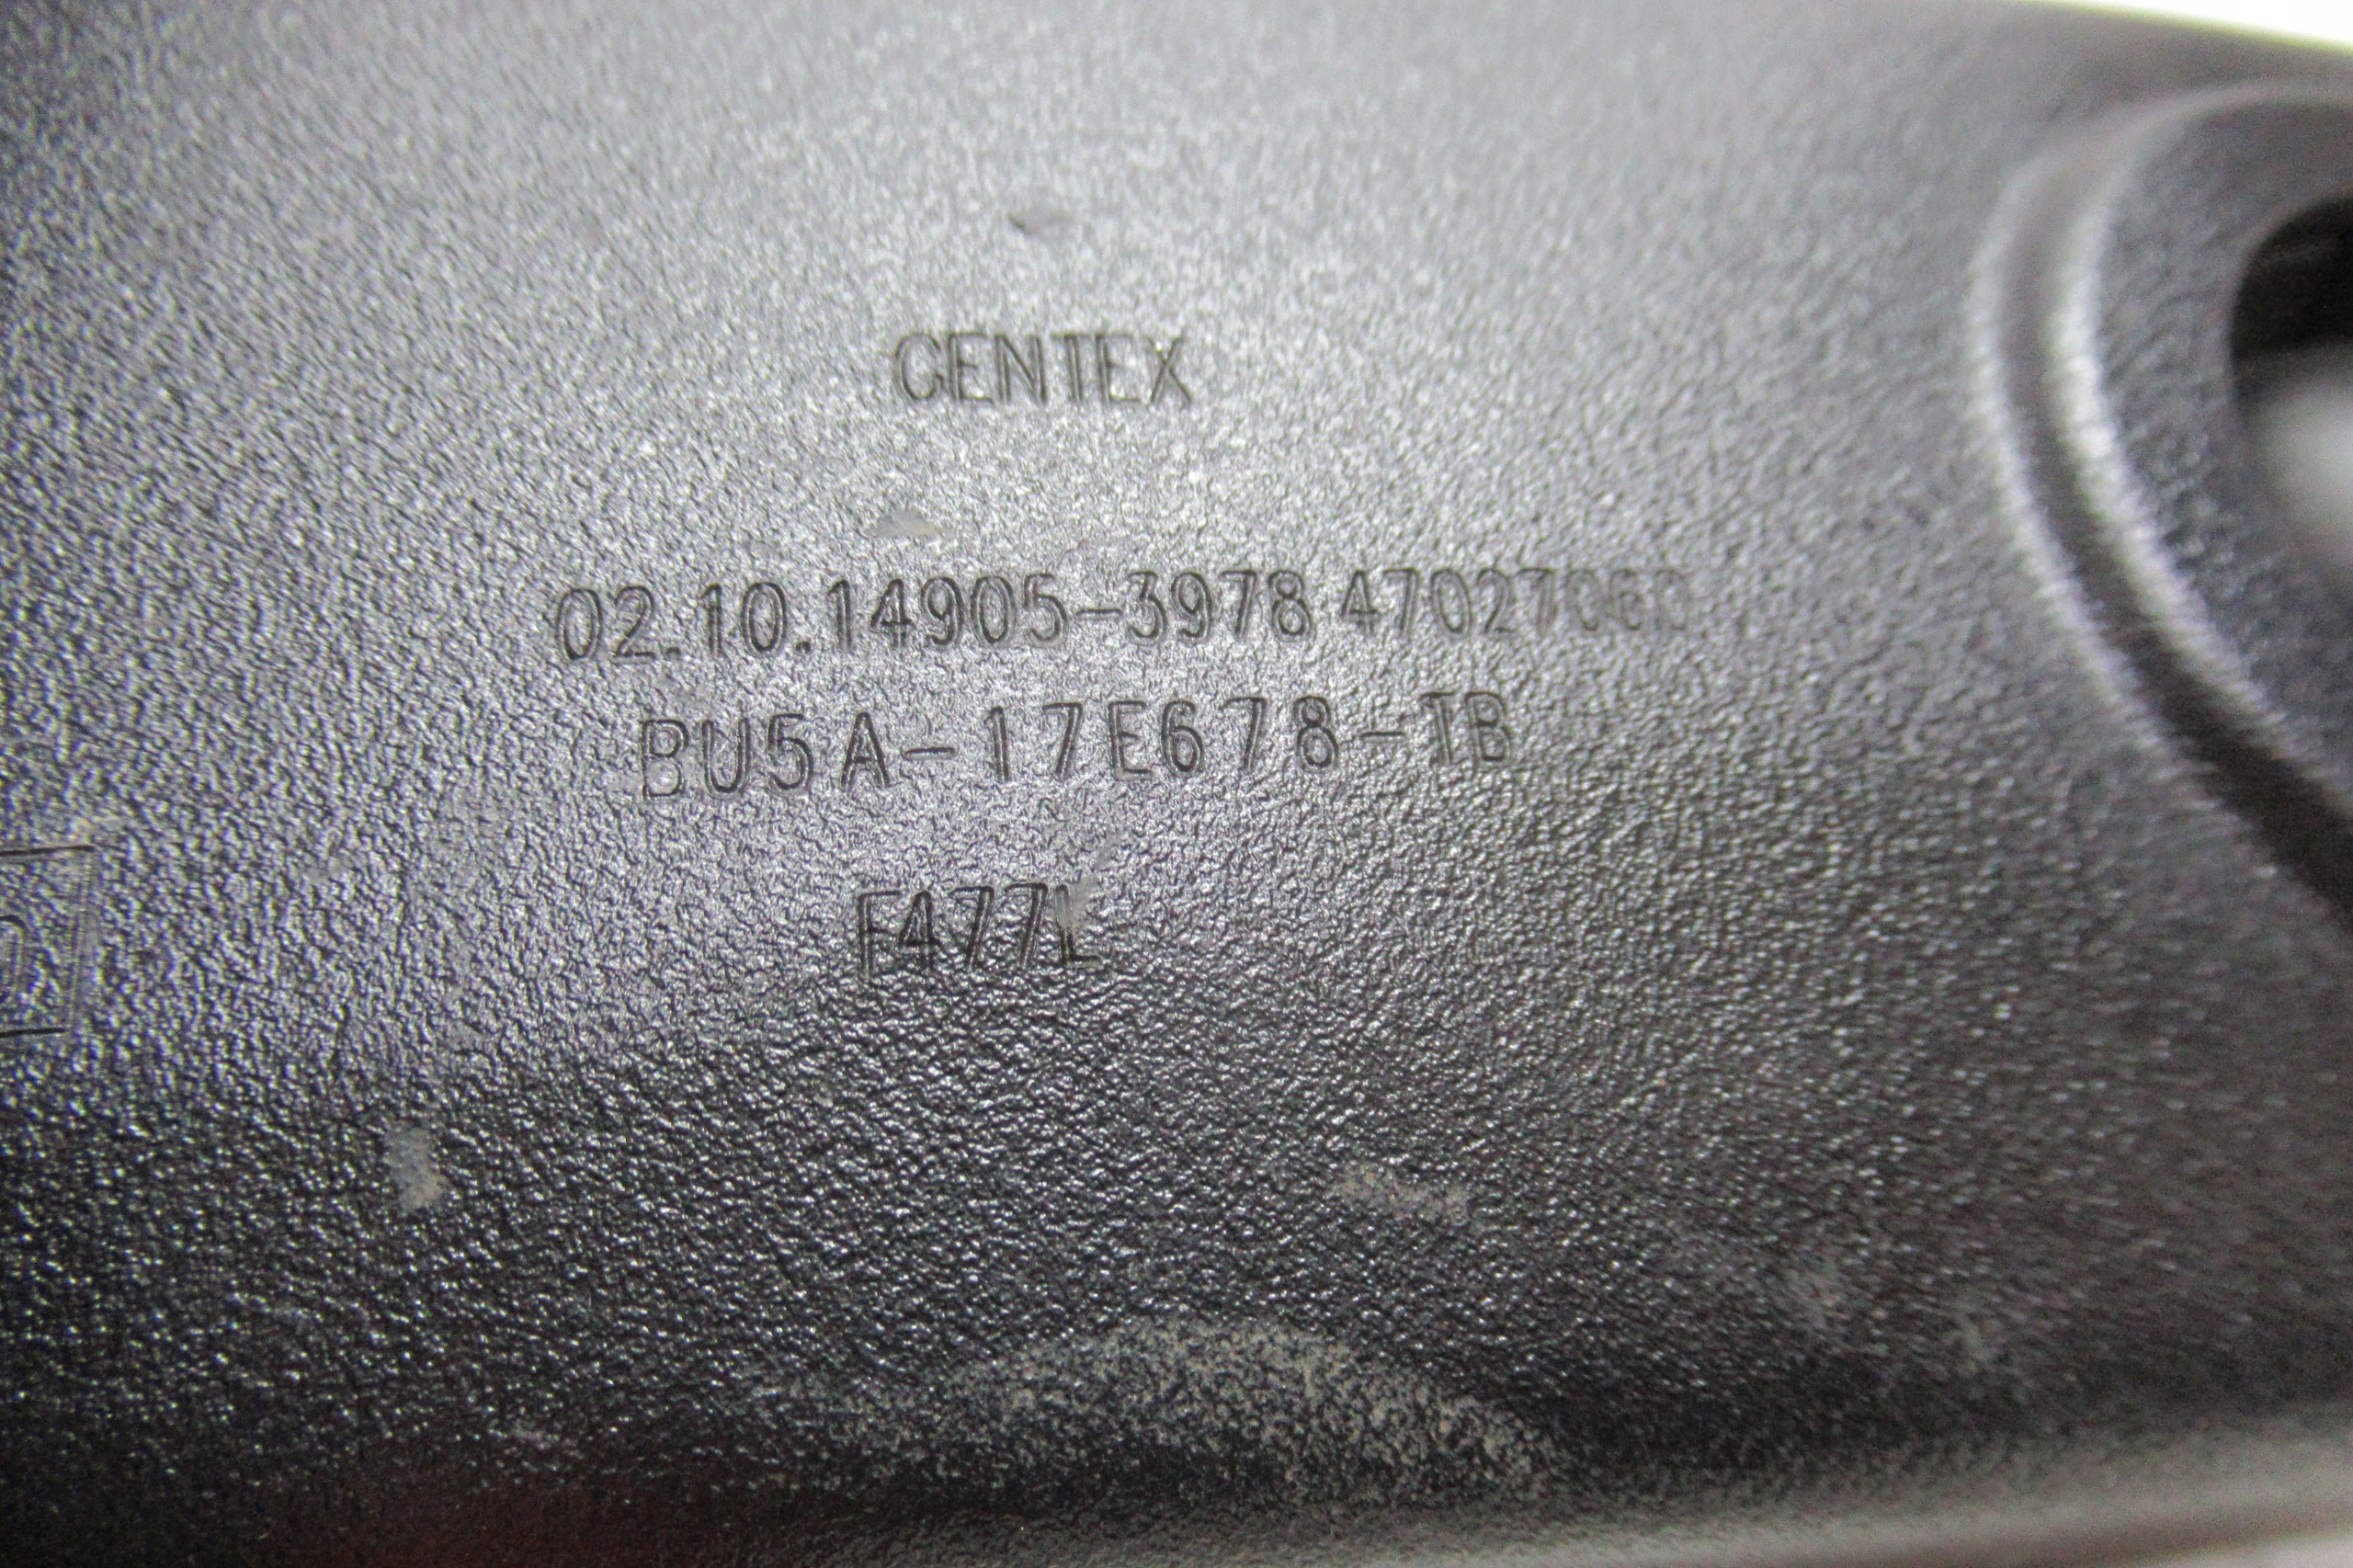 GENTEX
02.10.14905-3978
BU5A-17E678-TB
F477L